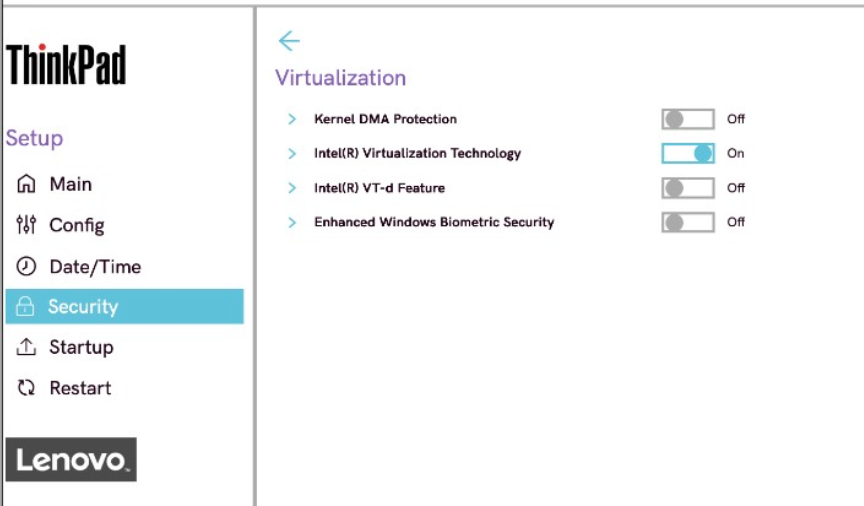 ThinkPad
Setup
Main
Config
Date/Time
Security
Startup
Restart
Lenovo
Virtualization
Kernel DMA Protection Off
Intel(R) Virtualization Technology On
Intel(R) VT-d Feature Off
Enhanced Windows Biometric Security Off